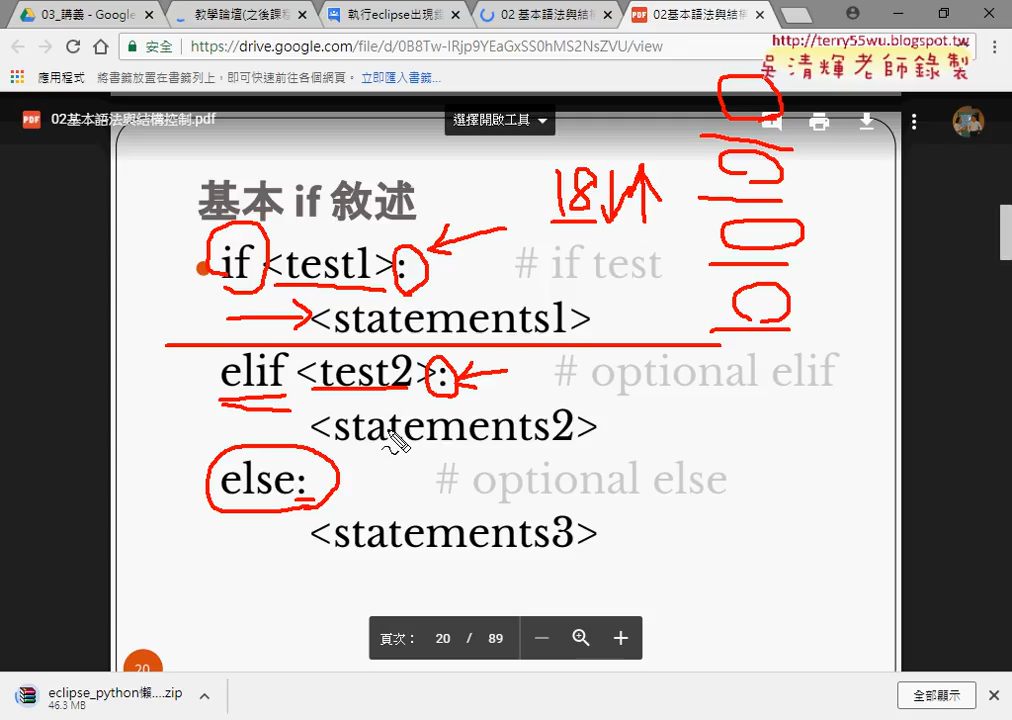 03_講義 - Google
教學論壇(之後課程
執行eclipse出現錯
02 基本語法與結構
02基本語法與結構
安全
https://drive.google.com/file/d/0B8Tw-IRjp9YEaGxSS0hMS2NsZVU/view
http://terry55wu.blogspot.tw
吳清輝老師錄製
應用程式
將書籤放置在書籤列上，即可快速前往各個網頁。
立即匯入書籤...
PDF
02基本語法與結構控制.pdf
選擇開啟工具
基本 if 敘述
18
if <test1>:
# if test
<statements1>
elif <test2>:
# optional elif
<statements2>
else:
# optional else
<statements3>
頁次：
20 / 89
20
eclipse_python懶....zip
46.3 MB
全部顯示